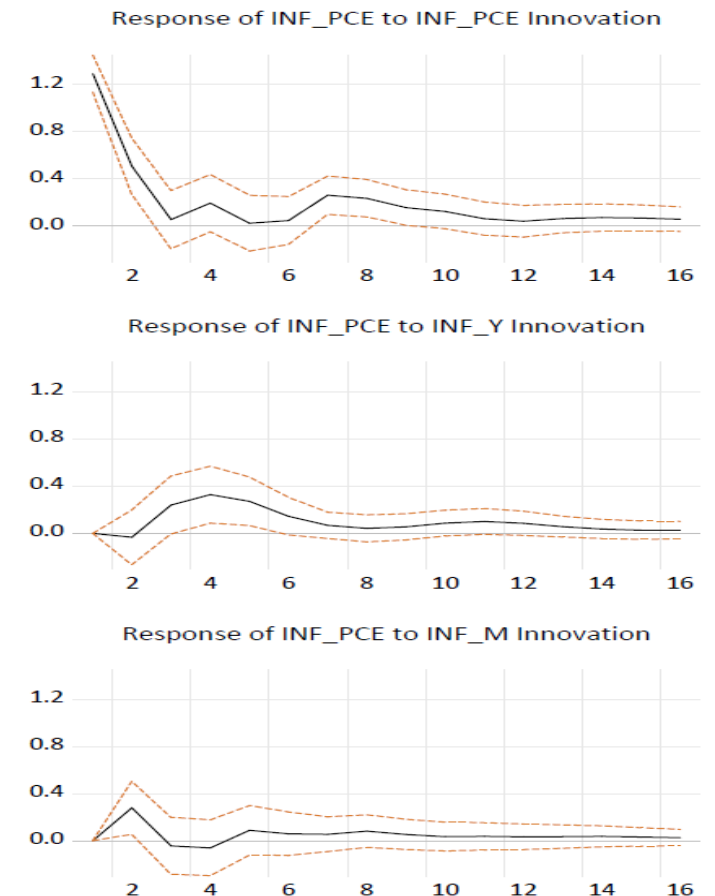 Response of INF_PCE to INF_PCE Innovation
1.2
0.8
0.4
0.0
2 4 6 8 10 12 14 16
Response of INF_PCE to INF_Y Innovation
1.2
0.8
0.4
0.0
2 4 6 8 10 12 14 16
Response of INF_PCE to INF_M Innovation
1.2
0.8
0.4
0.0
2 4 6 8 10 12 14 16